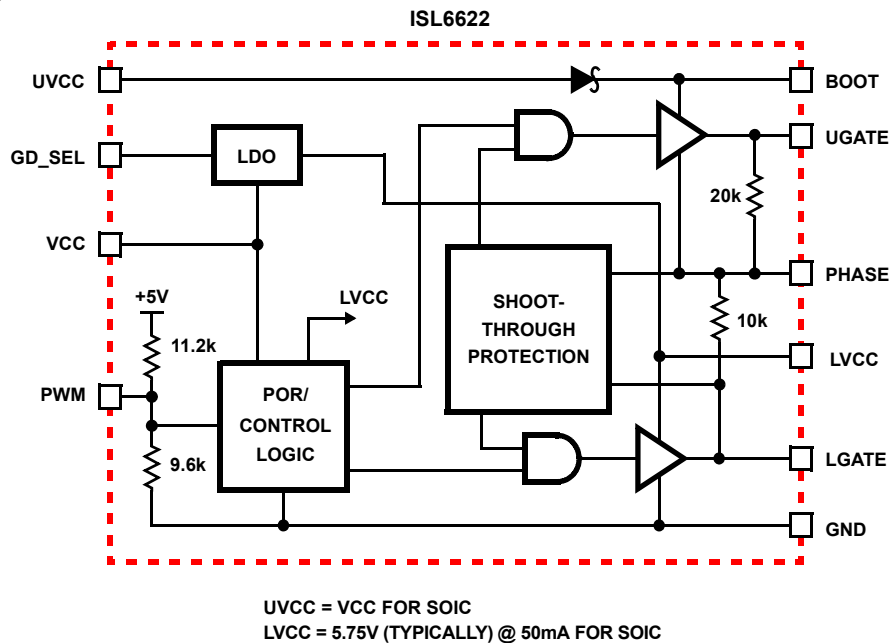 ISL6622
UVCC
BOOT
GD_SEL
LDO
UGATE
20k
VCC
PHASE
+5V
LVCC
SHOOT-
THROUGH
PROTECTION
10k
11.2k
LVCC
PWM
POR/
CONTROL
LOGIC
9.6k
LGATE
GND
UVCC = VCC FOR SOIC
LVCC = 5.75V (TYPICALLY) @ 50mA FOR SOIC